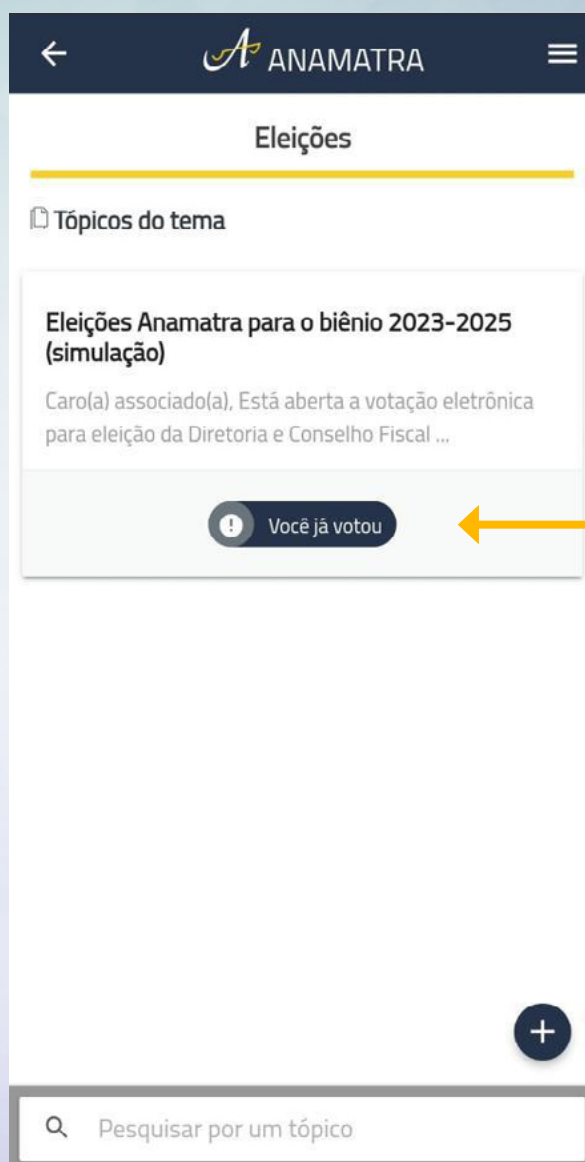 ANAMATRA
Eleições
Tópicos do tema
Eleições Anamatra para o biênio 2023-2025
(simulação)
Caro(a) associado(a), Está aberta a votação eletrônica
para eleição da Diretoria e Conselho Fiscal ...
Você já votou
Pesquisar por um tópico